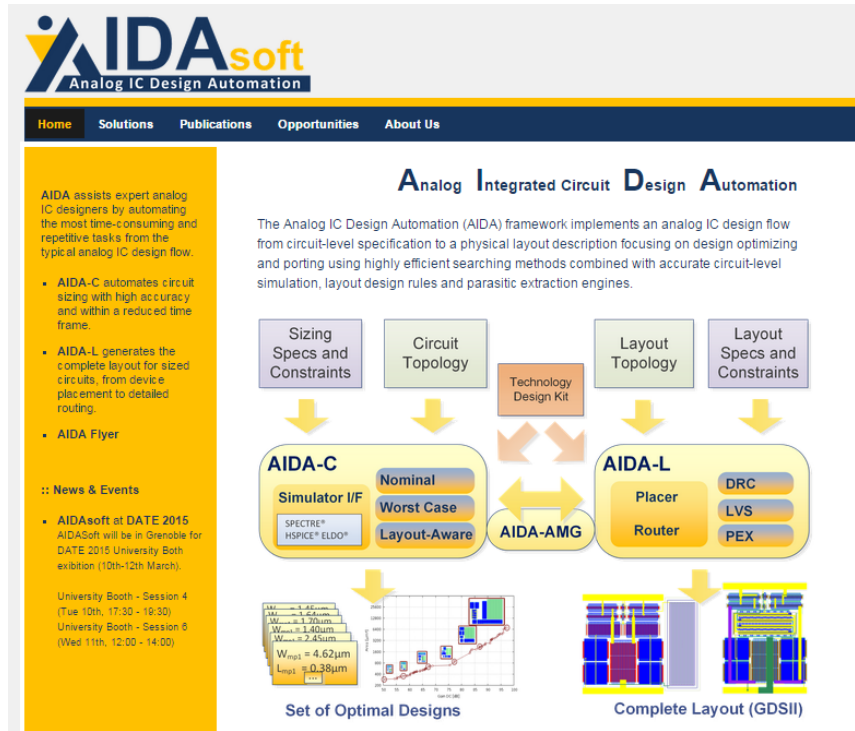 AIDAsoft
Analog IC Design Automation
Home Solutions Publications Opportunities About Us
AIDA assists expert analog
IC designers by automating
the most time-consuming and
repetitive tasks from the
typical analog IC design flow.
AIDA-C automates circuit
sizing with high accuracy
and within a reduced time
frame.
AIDA-L generates the
complete layout for sized
circuits, from device
placement to detailed
routing.
AIDA Flyer
:: News & Events
AIDAsoft at DATE 2015
AIDASoft will be in Grenoble for
DATE 2015 University Both
exibition (10th-12th March).
University Booth - Session 4
(Tue 10th, 17:30 - 19:30)
University Booth - Session 6
(Wed 11th, 12:00 - 14:00)
Analog Integrated Circuit Design Automation
The Analog IC Design Automation (AIDA) framework implements an analog IC design flow
from circuit-level specification to a physical layout description focusing on design optimizing
and porting using highly efficient searching methods combined with accurate circuit-level
simulation, layout design rules and parasitic extraction engines.
Sizing
Specs and
Constraints
Circuit
Topology
Technology
Design Kit
Layout
Topology
Layout
Specs and
Constraints
AIDA-C
Simulator I/F
SPECTRE®
HSPICE® ELDO®
Nominal
Worst Case
Layout-Aware
AIDA-AMG
AIDA-L
Placer
Router
DRC
LVS
PEX
= 1.70µm
= 1.40µm
= 2.45µm
Wmp1 = 4.62µm
Lmp1 = 0.38µm
...
Set of Optimal Designs
Complete Layout (GDSII)